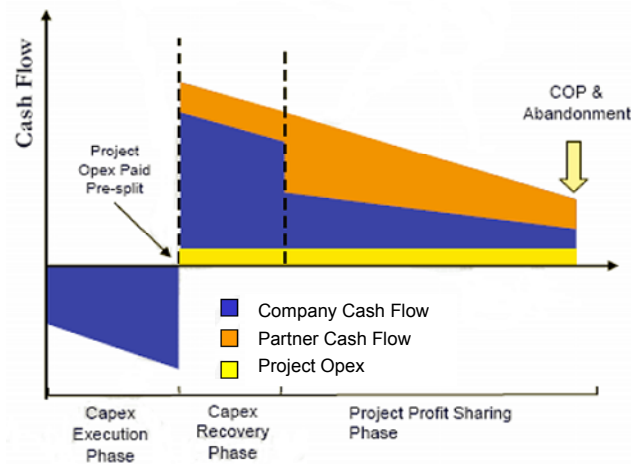 Cash Flow
COP &
Abandonment
Project
Opex Paid
Pre-split
Company Cash Flow
Partner Cash Flow
Project Opex
Capex
Execution
Phase
Capex
Recovery
Phase
Project Profit Sharing
Phase